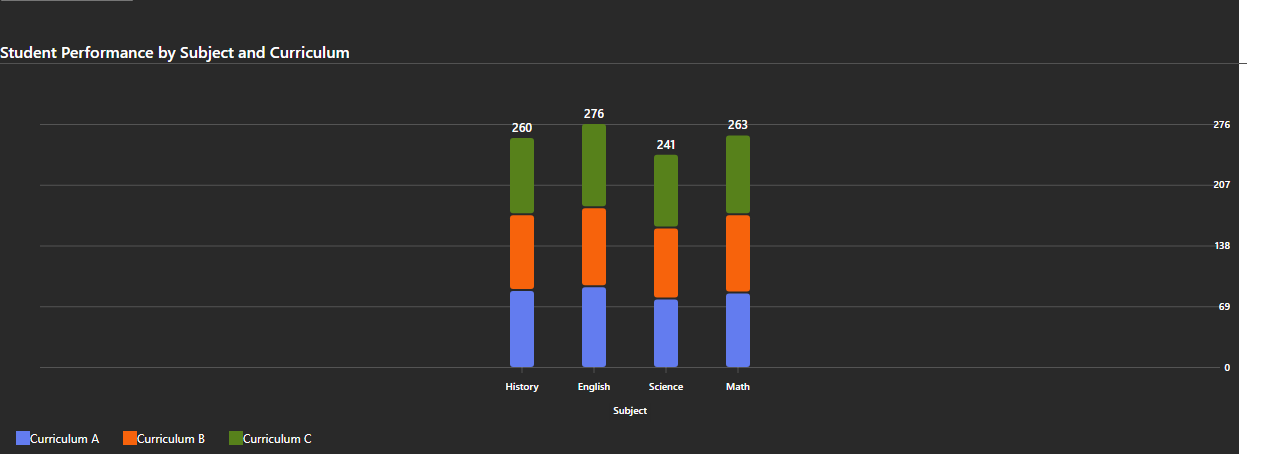 Student Performance by Subject and Curriculum
276
260
263
241
276
207
138
69
0
History English Science Math
Subject
Curriculum A Curriculum B Curriculum C